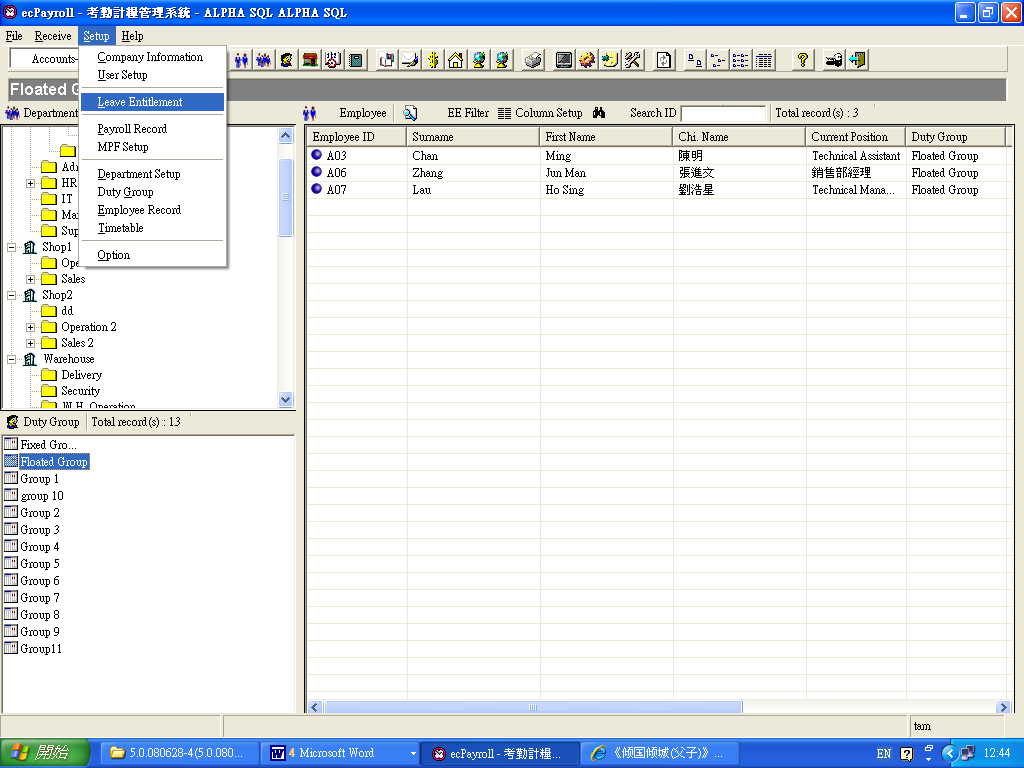 ecPayroll - 考勤計糧管理系統 - ALPHA SQL ALPHA SQL
File Receive Setup Help
Accounts-
Company Information
User Setup
Leave Entitlement
Payroll Record
MPF Setup
Department Setup
Duty Group
Employee Record
Timetable
Option
Floated G
Department
Employee EE Filter Column Setup Search ID Total record(s) : 3
Employee ID Surname First Name Chi. Name Current Position Duty Group
A03 Chan Ming 陳明 Technical Assistant Floated Group
A06 Zhang Jun Man 張進文 銷售部經理 Floated Group
A07 Lau Ho Sing 劉浩星 Technical Mana... Floated Group
Adr
HR
IT
Ma
Sup
Shop1
Ope
Sales
Shop2
dd
Operation 2
Sales 2
Warehouse
Delivery
Security
W.H. Operation
Duty Group Total record(s) : 13
Fixed Gro...
Floated Group
Group 1
group 10
Group 2
Group 3
Group 4
Group 5
Group 6
Group 7
Group 8
Group 9
Group11
tam
開始 5.0.080628-4(5.0.080... 4 Microsoft Word ecPayroll - 考勤計糧... 《倾国倾城(父子)》... EN 12:44